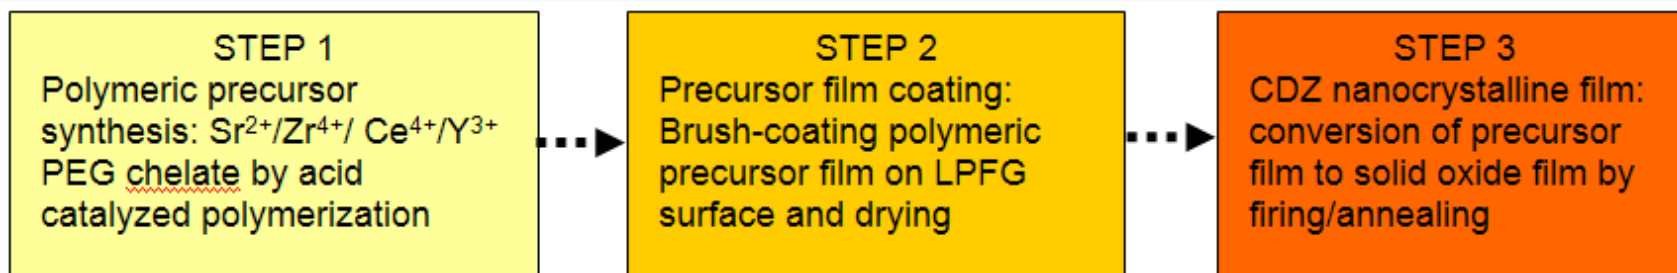 STEP 1
Polymeric precursor
synthesis: Sr²⁺/Zr⁴⁺/ Ce⁴⁺/Y³⁺
PEG chelate by acid
catalyzed polymerization
STEP 2
Precursor film coating:
Brush-coating polymeric
precursor film on LPFG
surface and drying
STEP 3
CDZ nanocrystalline film:
conversion of precursor
film to solid oxide film by
firing/annealing